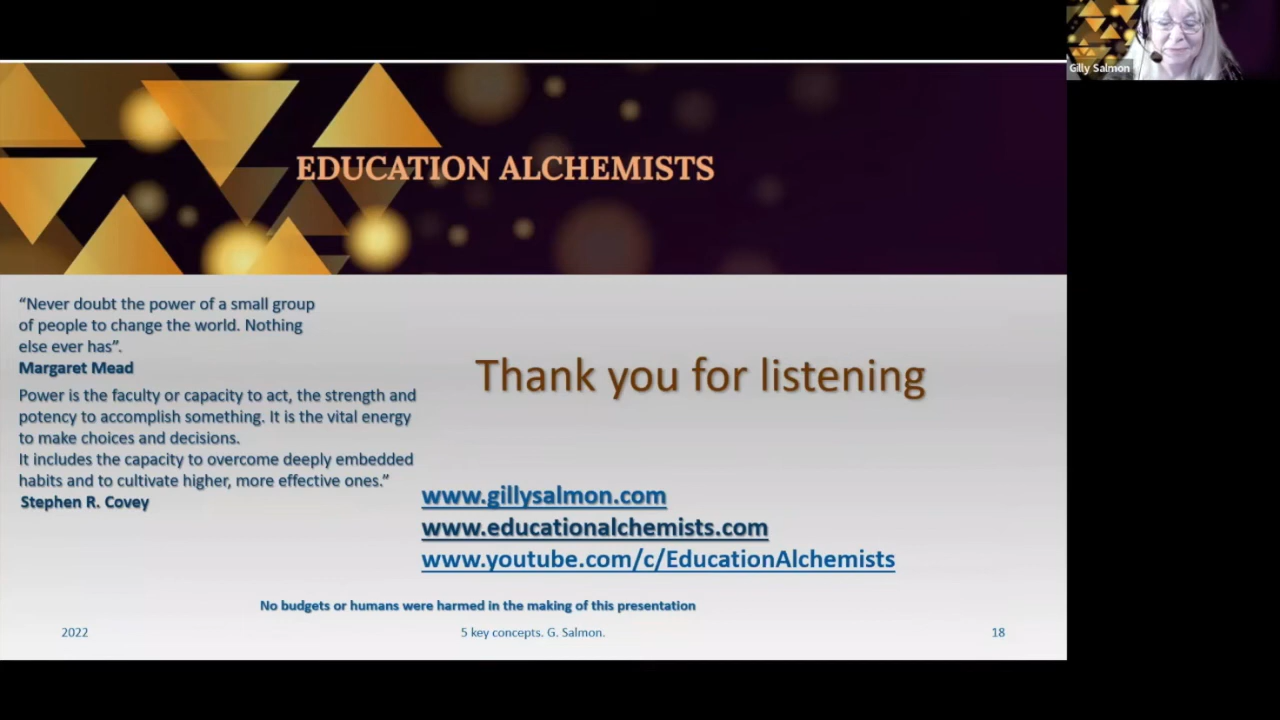 Gilly Salmon
EDUCATION ALCHEMISTS
“Never doubt the power of a small group
of people to change the world. Nothing
else ever has”.
Margaret Mead
Power is the faculty or capacity to act, the strength and
potency to accomplish something. It is the vital energy
to make choices and decisions.
It includes the capacity to overcome deeply embedded
habits and to cultivate higher, more effective ones.”
Stephen R. Covey
Thank you for listening
www.gillysalmon.com
www.educationalchemists.com
www.youtube.com/c/EducationAlchemists
No budgets or humans were harmed in the making of this presentation
2022
5 key concepts. G. Salmon.
18